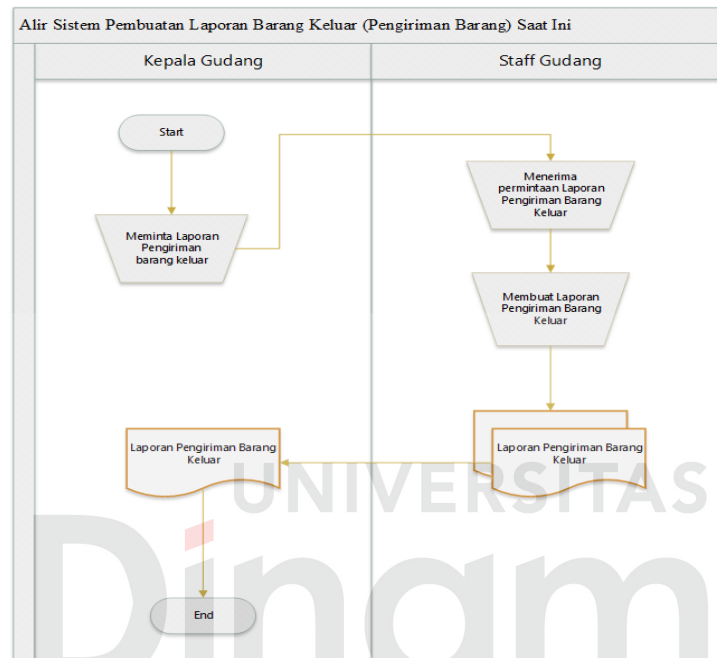 Alir Sistem Pembuatan Laporan Barang Keluar (Pengiriman Barang) Saat Ini
Kepala Gudang
Staff Gudang
Start
Meminta Laporan
Pengiriman
barang keluar
Menerima
permintaan Laporan
Pengiriman Barang
Keluar
Membuat Laporan
Pengiriman Barang
Keluar
Laporan Pengiriman Barang
Keluar
Laporan Pengiriman Barang
Keluar
End
UNIVERSITAS
Dinam